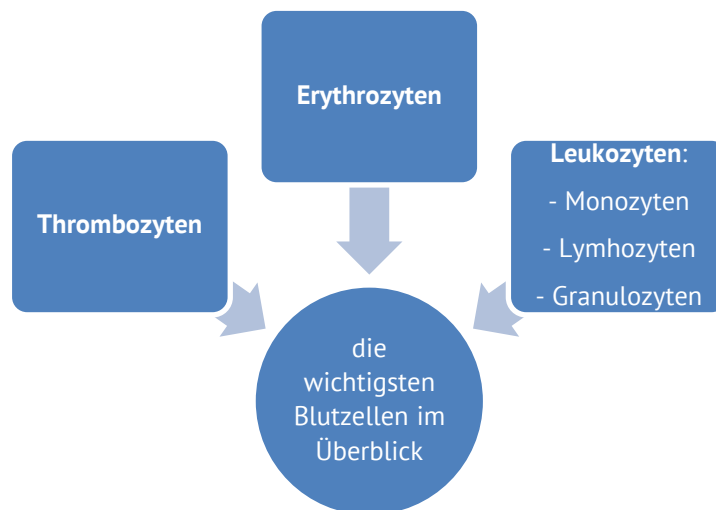 Erythrozyten
Thrombozyten
Leukozyten:
- Monozyten
- Lymhozyten
- Granulozyten
die
wichtigsten
Blutzellen im
Überblick